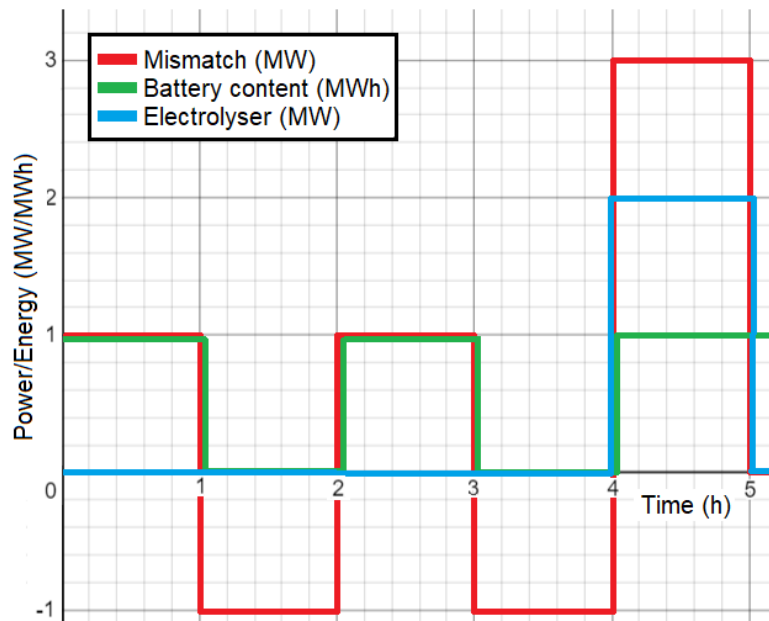 3
Mismatch (MW)
Battery content (MWh)
Electrolyser (MW)
2
Power/Energy (MW/MWh)
1
0
1 2 3 4 5
Time (h)
-1